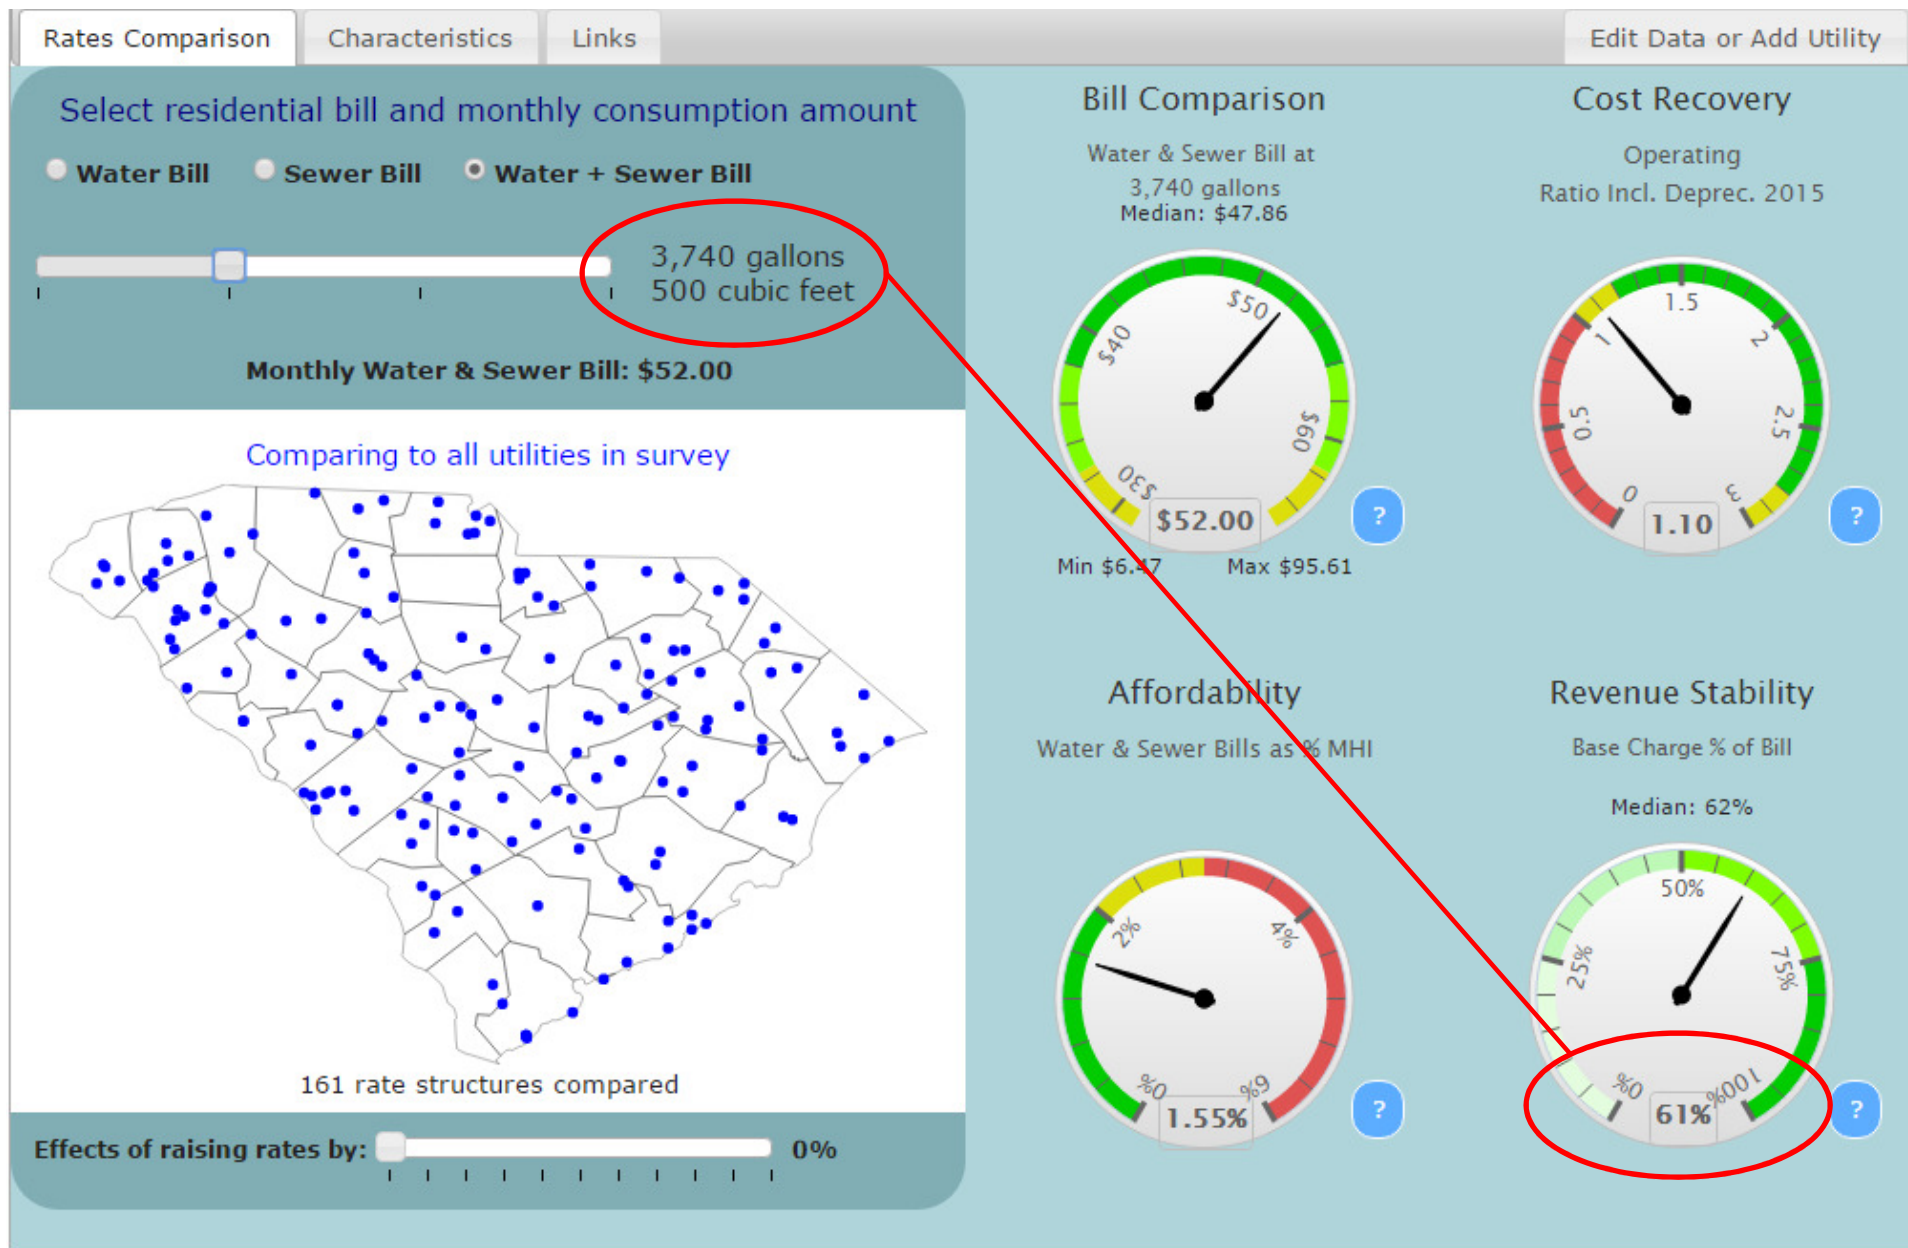 Rates Comparison
Characteristics
Links
Edit Data or Add Utility
Select residential bill and monthly consumption amount
Water Bill
Sewer Bill
Water + Sewer Bill
3,740 gallons
500 cubic feet
Monthly Water & Sewer Bill: $52.00
Comparing to all utilities in survey
161 rate structures compared
Effects of raising rates by:
0%
Bill Comparison
Water & Sewer Bill at
3,740 gallons
Median: $47.86
$30
$40
$50
$60
$52.00
Min $6.47
Max $95.61
?
Cost Recovery
Operating
Ratio Incl. Deprec. 2015
0
0.5
1
1.5
2
2.5
3
1.10
?
Affordability
Water & Sewer Bills as % MHI
0%
2%
4%
6%
1.55%
?
Revenue Stability
Base Charge % of Bill
Median: 62%
0%
25%
50%
75%
100%
61%
?